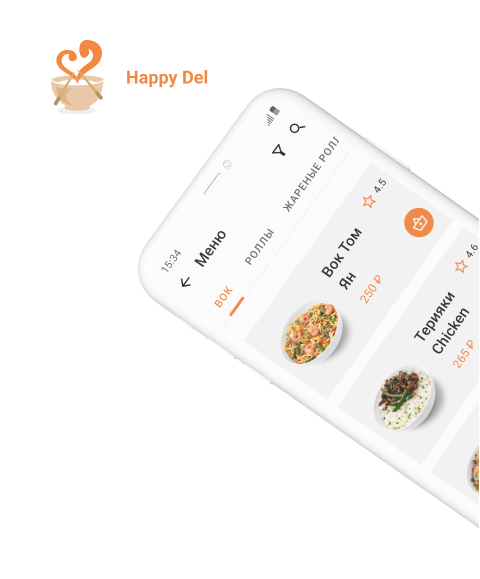 Happy Del
15:34
Меню
ВОК
РОЛЛЫ
ЖАРЕНЫЕ РОЛЛ
4.5
Вок Том
Ян
250 ₽
4.6
Терияки
Chicken
265 ₽